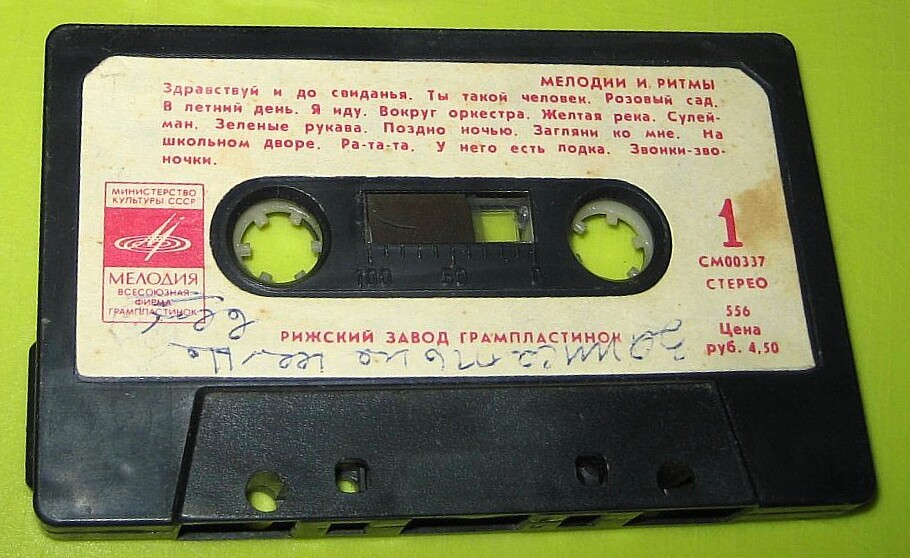 МЕЛОДИИ И РИТМЫ
Здравствуй и до свиданья. Ты такой человек. Розовый сад.
В летний день. Я иду. Вокруг оркестра. Желтая река. Сулей-
ман. Зеленые рукава. Поздно ночью. Загляни ко мне. На
школьном дворе. Ра-та-та. У него есть лодка. Звонки-зво-
ночки.
МИНИСТЕРСТВО
КУЛЬТУРЫ СССР
МЕЛОДИЯ
ВСЕСОЮЗНАЯ
ФИРМА
ГРАМПЛАСТИНОК
100 50 0
1
СМ00337
СТЕРЕО
556
Цена
руб. 4,50
РИЖСКИЙ ЗАВОД ГРАМПЛАСТИНОК